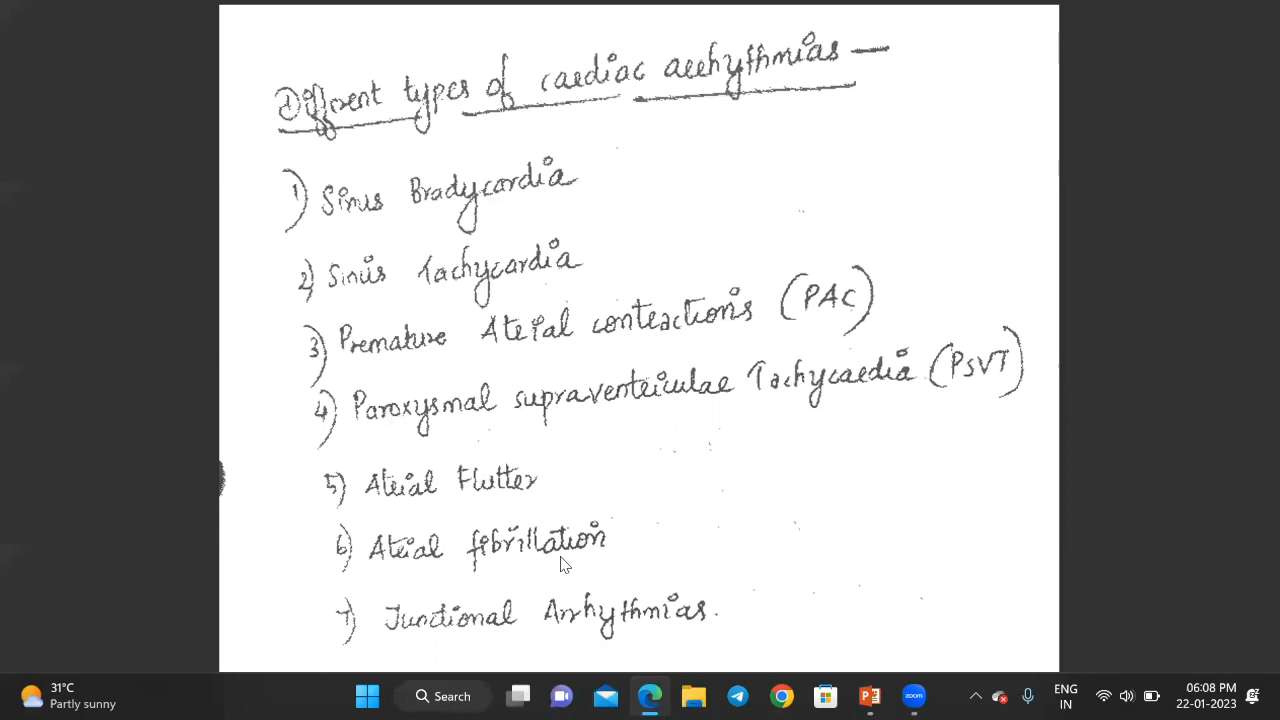 Different types of cardiac arrhythmias —
1) Sinus Bradycardia
2) Sinus Tachycardia
3) Premature Atrial contractions (PAC)
4) Paroxysmal supraventricular Tachycardia (PSVT)
5) Atrial Flutter
6) Atrial fibrillation
7) Junctional Arrhythmias.
31°C
Partly sunny
Search
zoom
ENG
IN
06:08 PM
22-01-2023